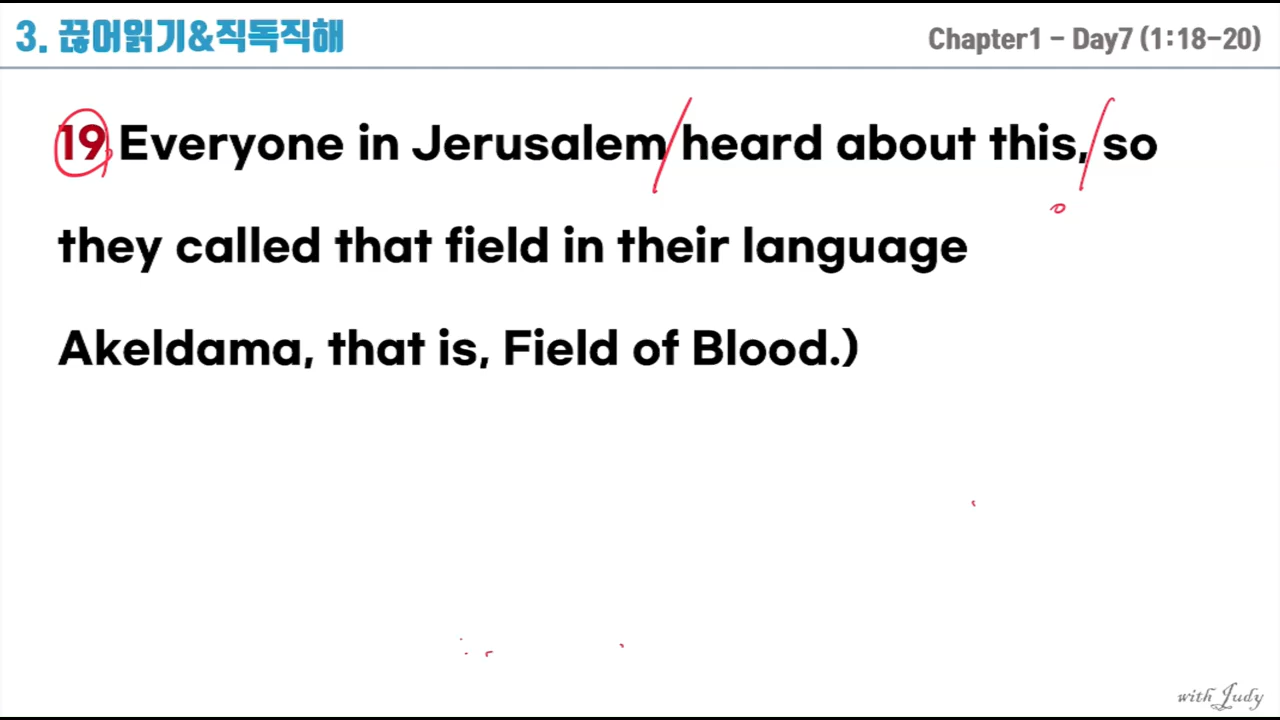 3. 끊어읽기&직독직해
Chapter1 - Day7 (1:18-20)
19 Everyone in Jerusalem heard about this, so
they called that field in their language
Akeldama, that is, Field of Blood.)
with Judy